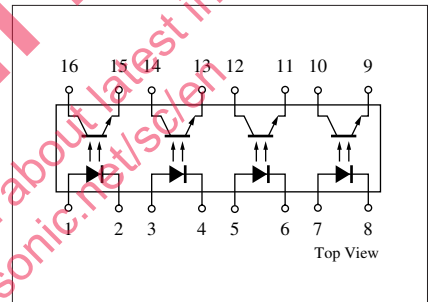 16 15 14 13 12 11 10 9
1 2 3 4 5 6 7 8
Top View
about latest in
sonic.net/sc/en